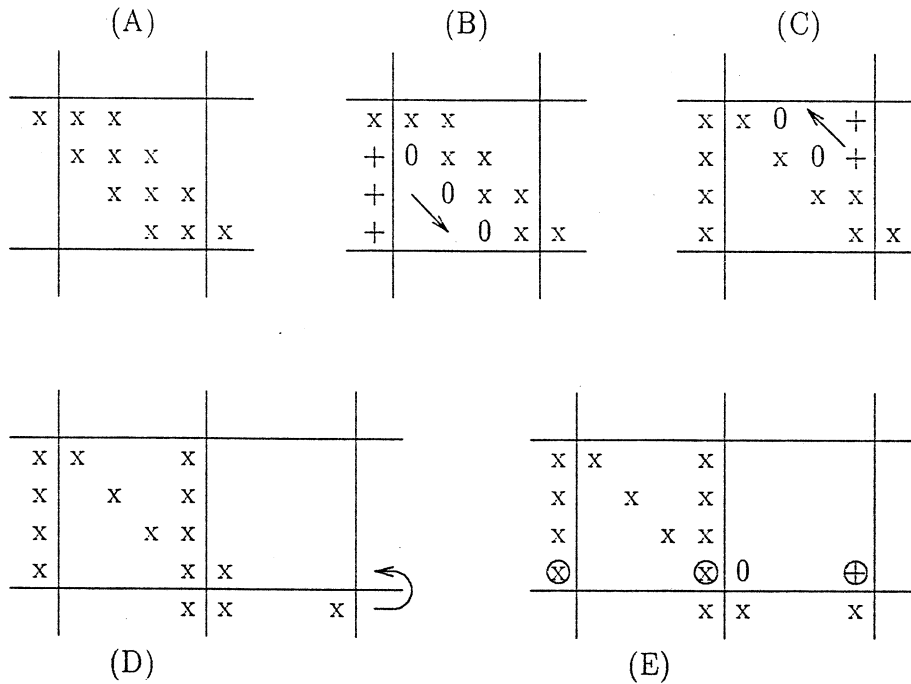 (A) (B) (C)
x x x x x x x x 0 +
x x x + 0 x x x x 0 +
x x x + 0 x x x x x
x x x + 0 x x x x x
x x x x x x
x x x x x x
x x x x x x
x x x ⊗ ⊗ 0 ⊕
x x x x x x
(D) (E)